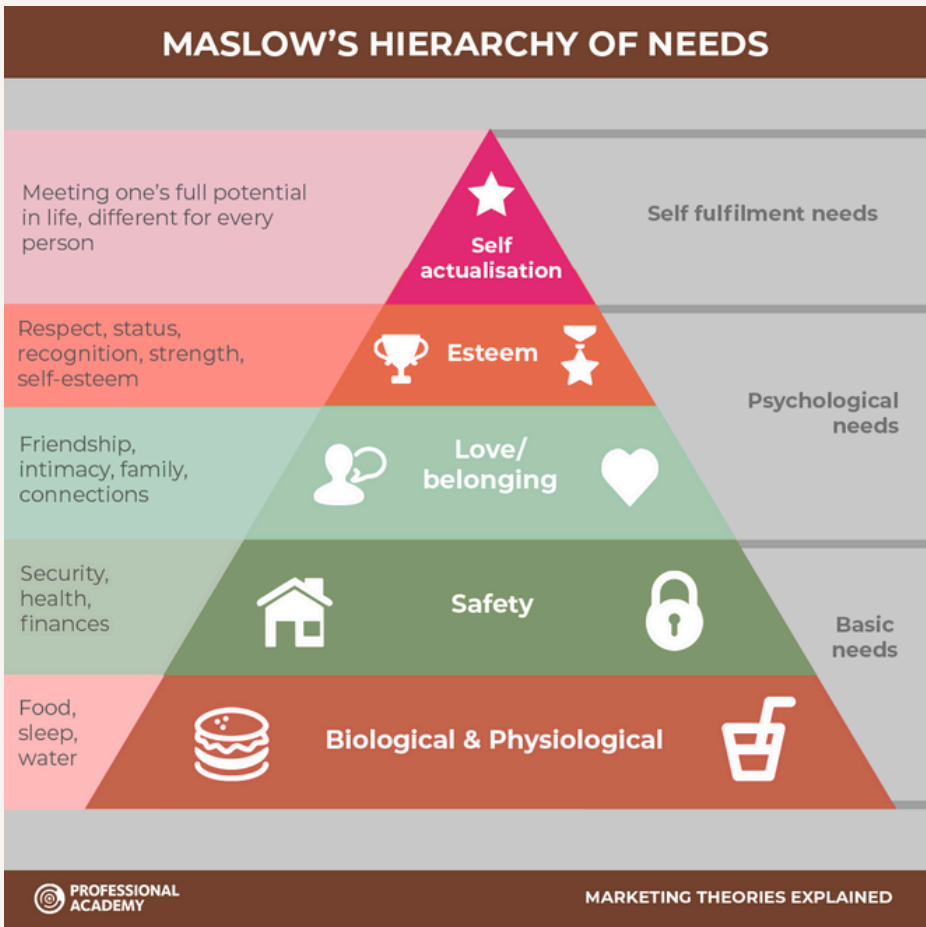 MASLOW'S HIERARCHY OF NEEDS
Meeting one's full potential
in life, different for every
person
Self
actualisation
Self fulfilment needs
Respect, status,
recognition, strength,
self-esteem
Esteem
Psychological
needs
Friendship,
intimacy, family,
connections
Love/
belonging
Security,
health,
finances
Safety
Basic
needs
Food,
sleep,
water
Biological & Physiological
PROFESSIONAL
ACADEMY
MARKETING THEORIES EXPLAINED